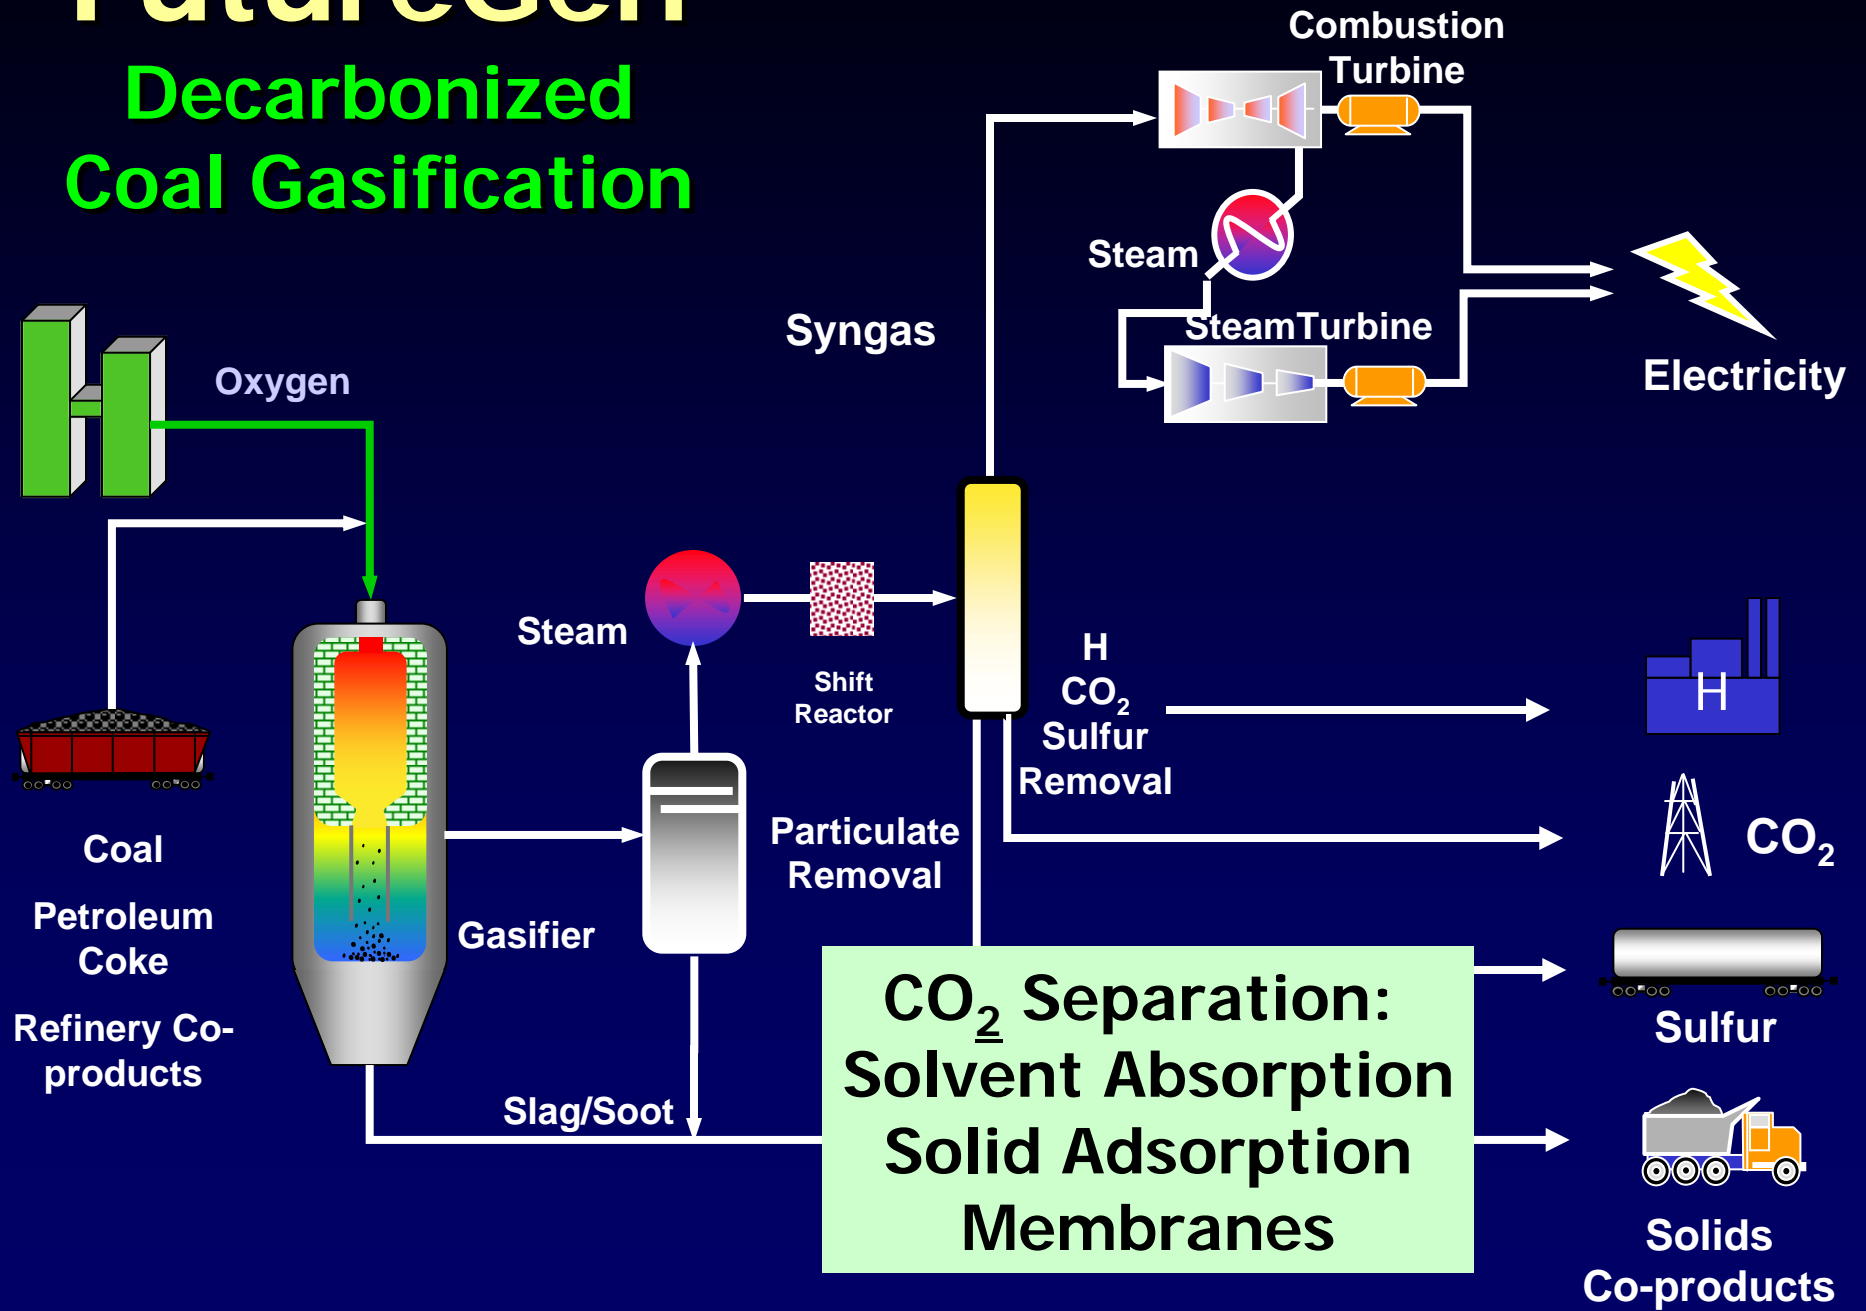 FutureGen
Decarbonized
Coal Gasification
Combustion
Turbine
Steam
SteamTurbine
Syngas
Electricity
Oxygen
Steam
Shift
Reactor
H
CO₂
Sulfur
Removal
H
Particulate
Removal
CO₂
Coal
Petroleum
Coke
Refinery Co-
products
Gasifier
Slag/Soot
CO₂ Separation:
Solvent Absorption
Solid Adsorption
Membranes
Sulfur
Solids
Co-products